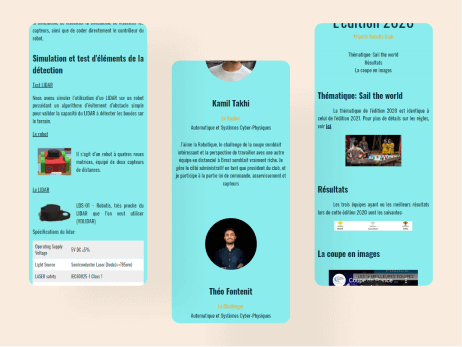 capteurs, ainsi que de coder directement le contrôleur du
robot.
Simulation et test d'éléments de la
détection
Test LIDAR
Nous avons simulé l'utilisation d'un LIDAR sur un robot
possédant un algorithme d'évitement d'obstacle simple
pour valider la capacité du LIDAR à détecter les bouées sur
le terrain.
Le robot
Il s'agit d'un robot à quatres roues
motrices, équipé de deux capteurs
de distances.
Le LIDAR
LDS-01 - Robotis, très proche du
LIDAR que l'on veut utiliser
(YDLIDAR)
Spécification du lidar
Operating Supply
Voltage
5V DC ±5%
Light Source
Semiconductor Laser Diode(λ=785nm)
LASER safety
IEC60825-1 Class 1
Kamil Takhi
Automatique et Systèmes Cyber-Physiques
J'aime la Robotique, le challenge de la coupe semblait
intéressant et la perspective de travailler avec une autre
équipe en distanciel à Brest semblait vraiment riche. Je
gère le côté administratif en tant que président du club, et
je participe à la partie ini de commande, asservissement et
capteurs
Théo Fontenit
Automatique et Systèmes Cyber-Physiques
L'édition 2020
Thématique: Sail the world
Résultats
La coupe en images
Thématique: Sail the world
La thématique de l'édition 2020 est identique à
celui de l'édition 2021. Pour plus de détails sur les règles,
voir ici.
Résultats
Les trois équipes ayant eu les meilleurs résultats
lors de cette édition 2020 sont les suivantes:
La coupe en images